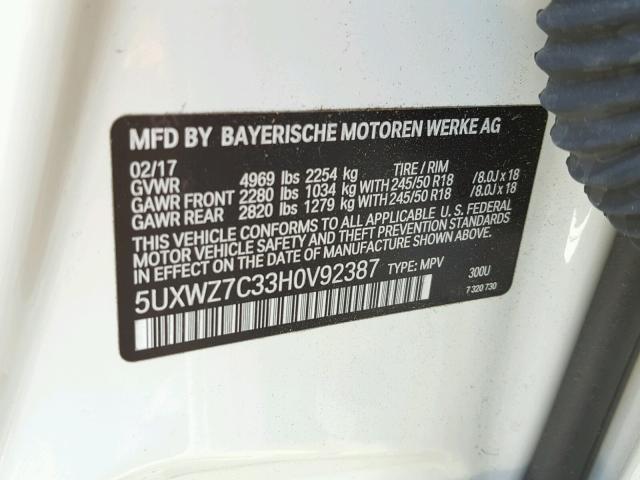 MFD BY BAYERISCHE MOTOREN WERKE AG
02/17 TIRE / RIM
GVWR 4969 lbs 2254 kg
GAWR FRONT 2280 lbs 1034 kg WITH 245/50 R18 /8.0J x 18
GAWR REAR 2820 lbs 1279 kg WITH 245/50 R18 /8.0J x 18
THIS VEHICLE CONFORMS TO ALL APPLICABLE U. S. FEDERAL
MOTOR VEHICLE SAFETY AND THEFT PREVENTION STANDARDS
IN EFFECT ON THE DATE OF MANUFACTURE SHOWN ABOVE.
5UXWZ7C33H0V92387 TYPE: MPV 300U
7 320 730